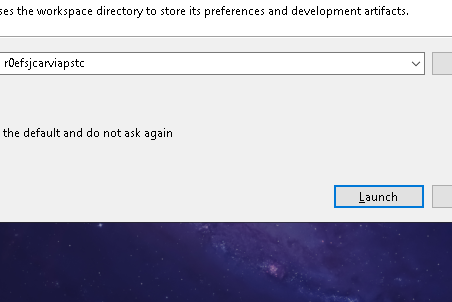 ses the workspace directory to store its preferences and development artifacts.
r0efsjcarviapstc
the default and do not ask again
Launch